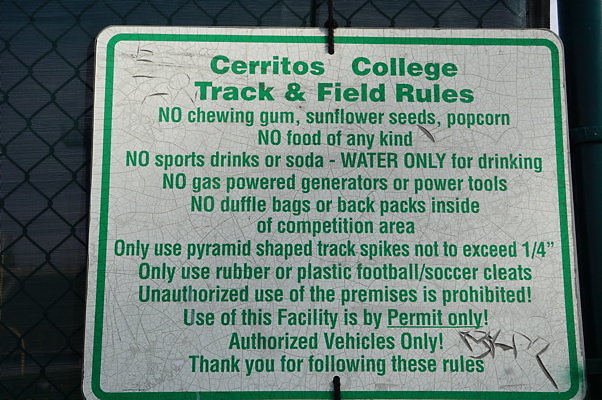 Cerritos College
Track & Field Rules
NO chewing gum, sunflower seeds, popcorn
NO food of any kind
NO sports drinks or soda - WATER ONLY for drinking
NO gas powered generators or power tools
NO duffle bags or back packs inside
of competition area
Only use pyramid shaped track spikes not to exceed 1/4"
Only use rubber or plastic football/soccer cleats
Unauthorized use of the premises is prohibited!
Use of this Facility is by Permit only!
Authorized Vehicles Only!
Thank you for following these rules